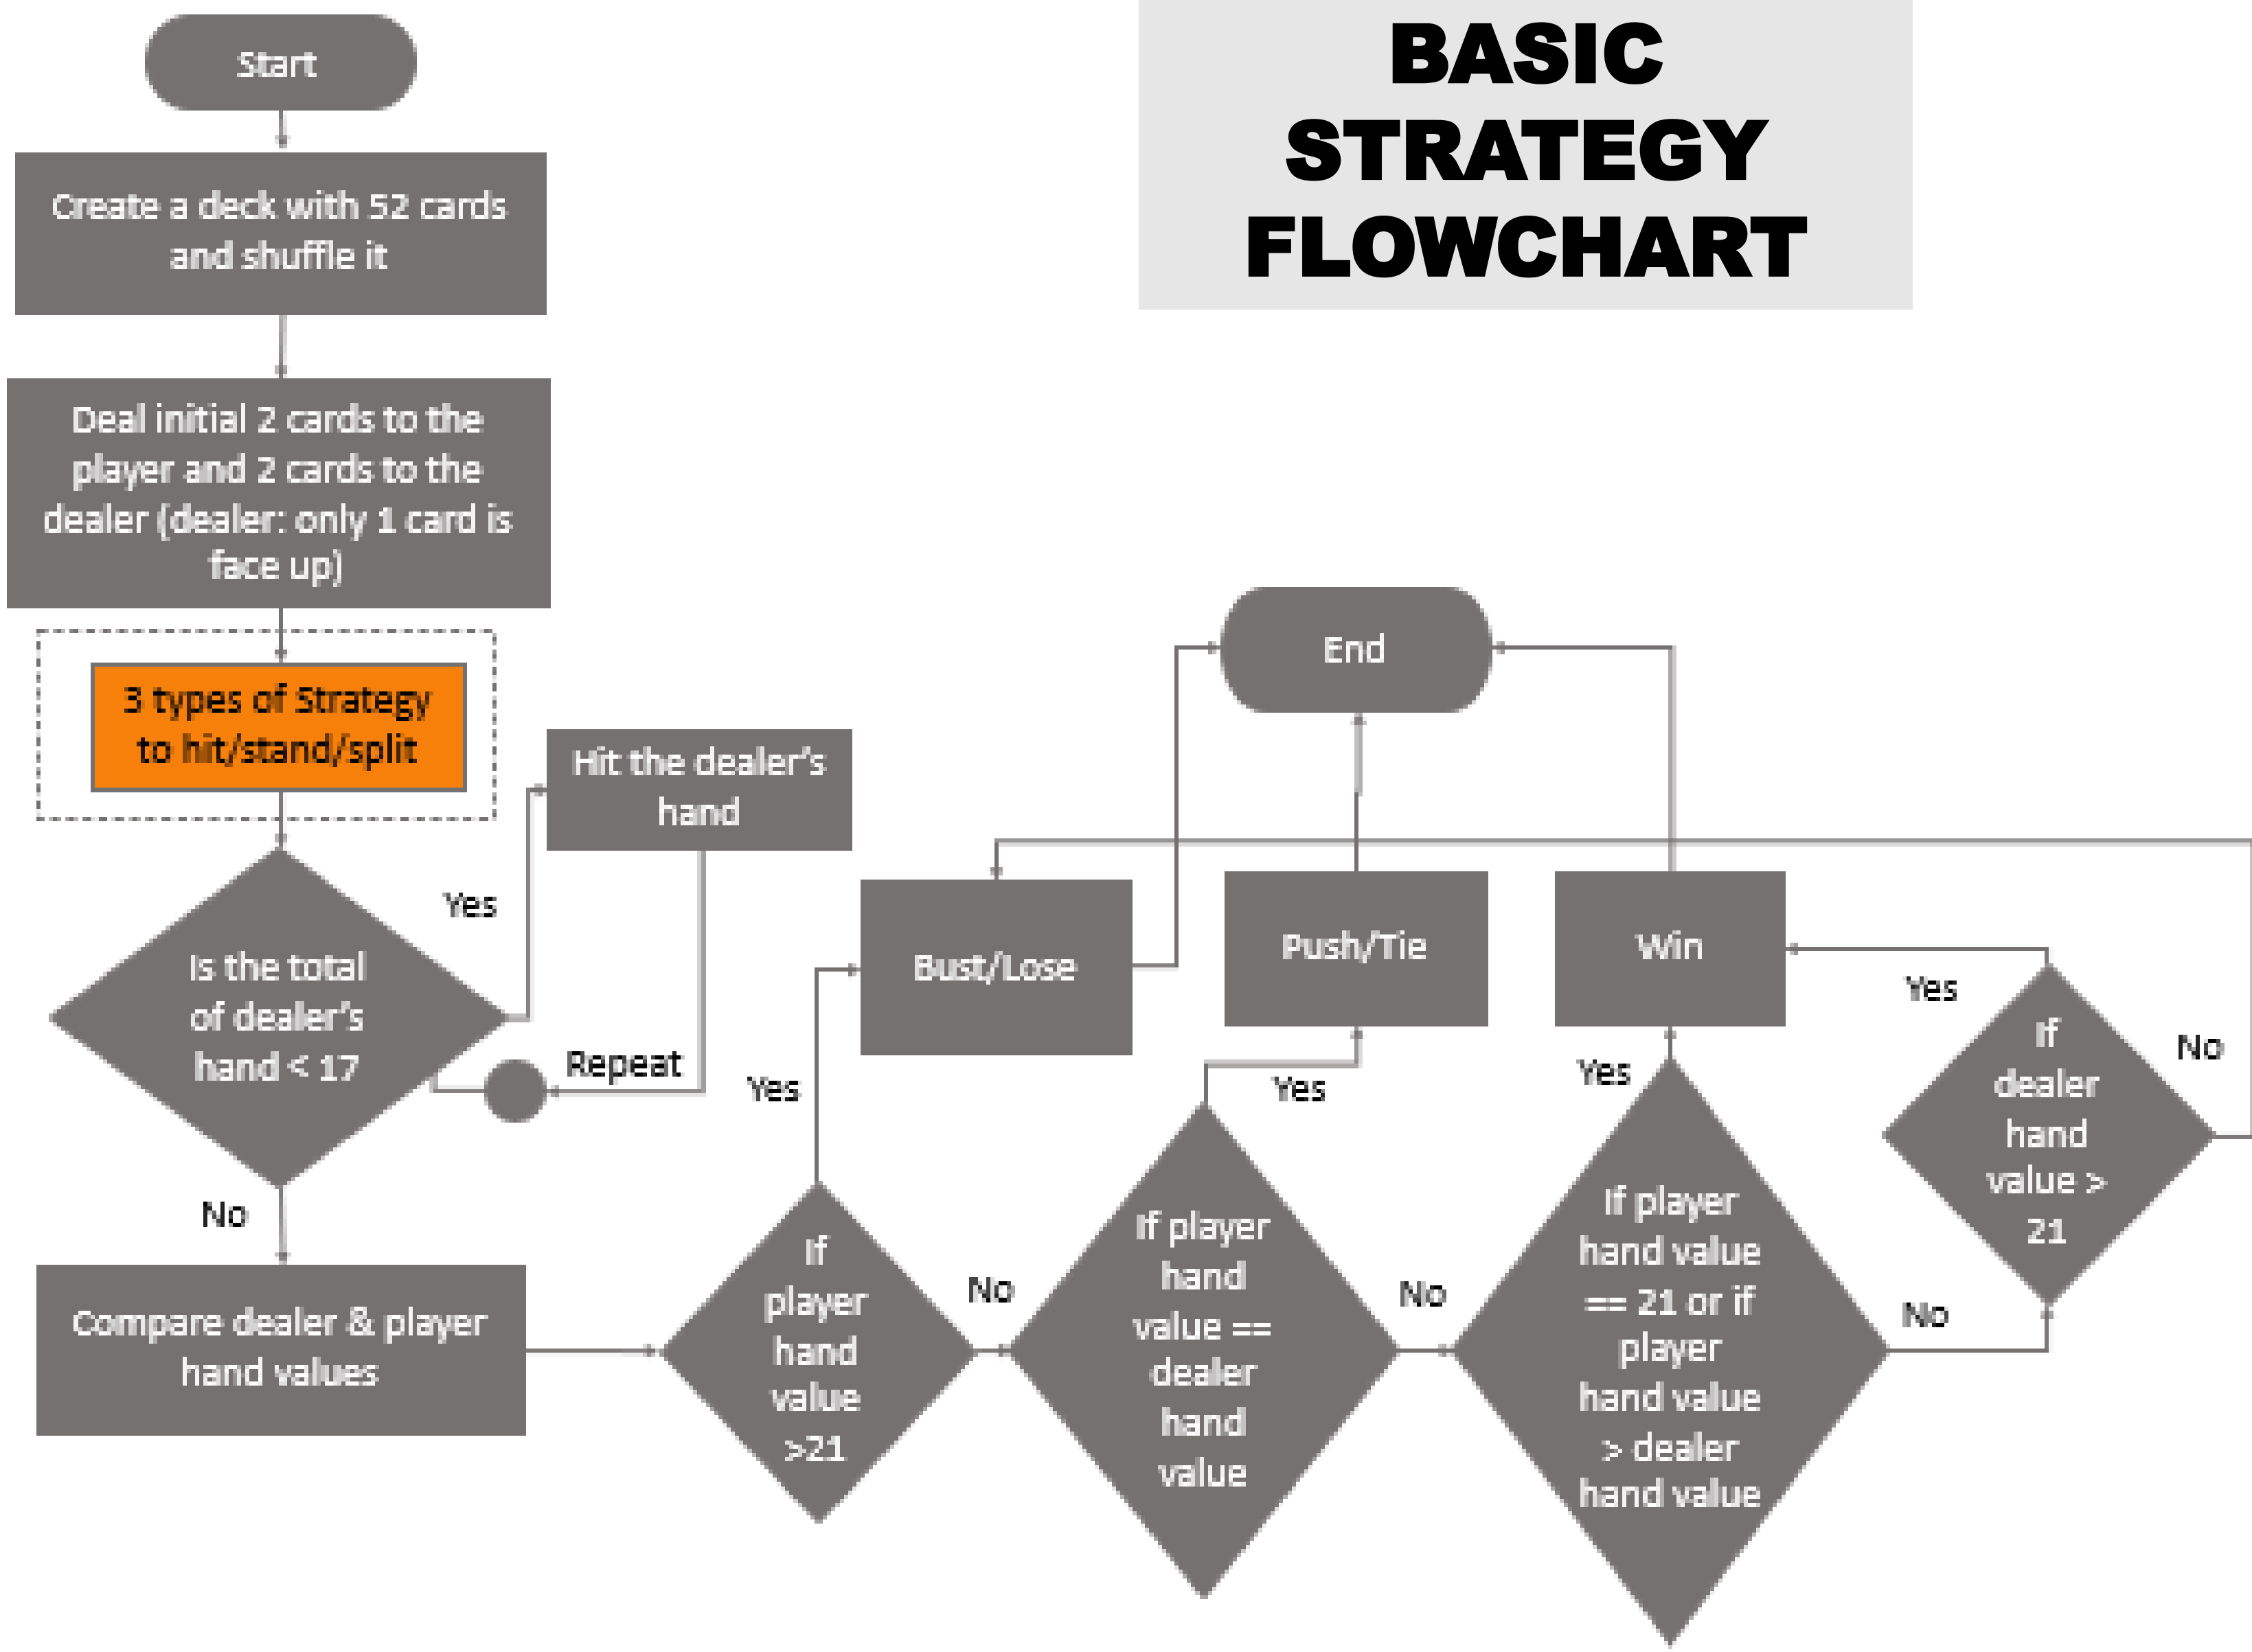 BASIC
STRATEGY
FLOWCHART
Start
Create a deck with 52 cards
and shuffle it
Deal initial 2 cards to the
player and 2 cards to the
dealer (dealer: only 1 card is
face up)
3 types of Strategy
to hit/stand/split
Hit the dealer's
hand
Yes
Is the total
of dealer's
hand < 17
Repeat
No
Compare dealer & player
hand values
If
player
hand
value
>21
Yes
No
Bust/Lose
If player
hand
value ==
dealer
hand
value
Yes
No
Push/Tie
If player
hand value
== 21 or if
player
hand value
> dealer
hand value
Yes
No
Win
If
dealer
hand
value >
21
Yes
No
End